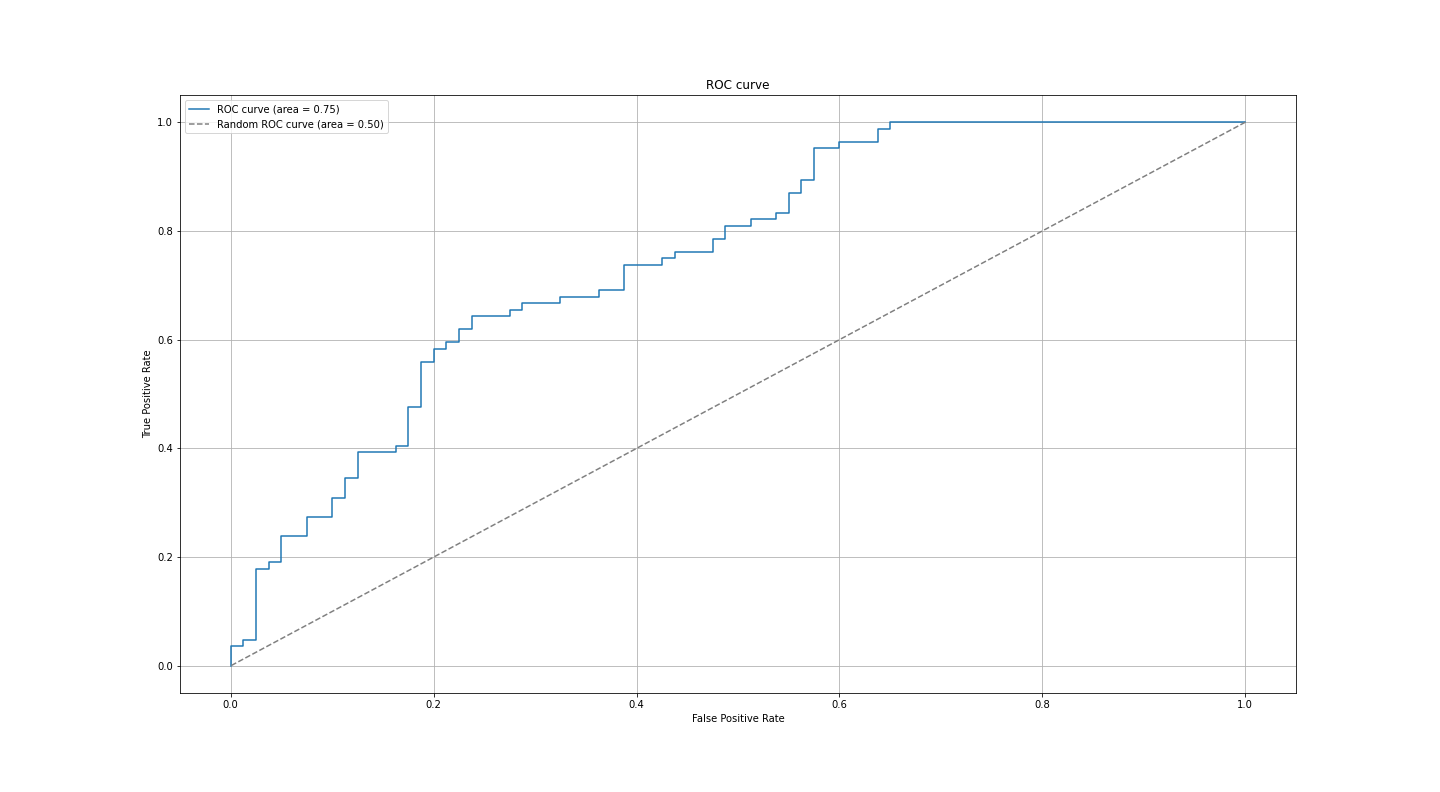 ROC curve
ROC curve (area = 0.75)
Random ROC curve (area = 0.50)
1.0
0.8
0.6
0.4
0.2
0.0
True Positive Rate
0.0
0.2
0.4
0.6
0.8
1.0
False Positive Rate